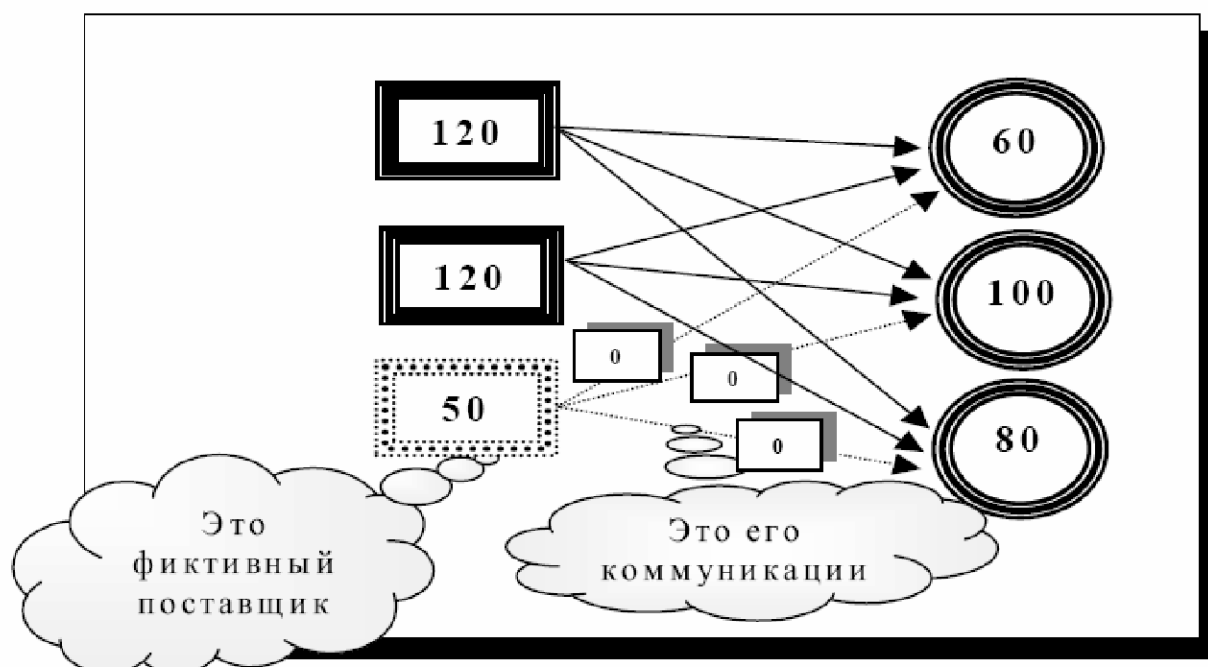 120
60
120
100
0
0
50
0
80
Это
фиктивный
поставщик
Это его
коммуникации